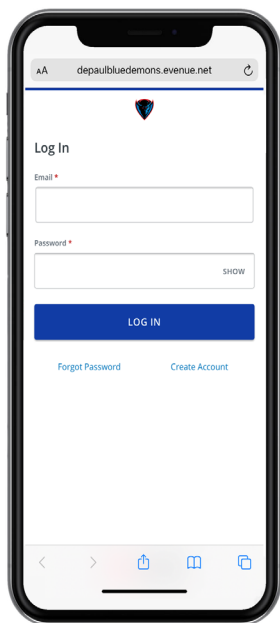 AA depaulbluedemons.evenue.net
Log In
Email *
Password *
SHOW
LOG IN
Forgot Password Create Account